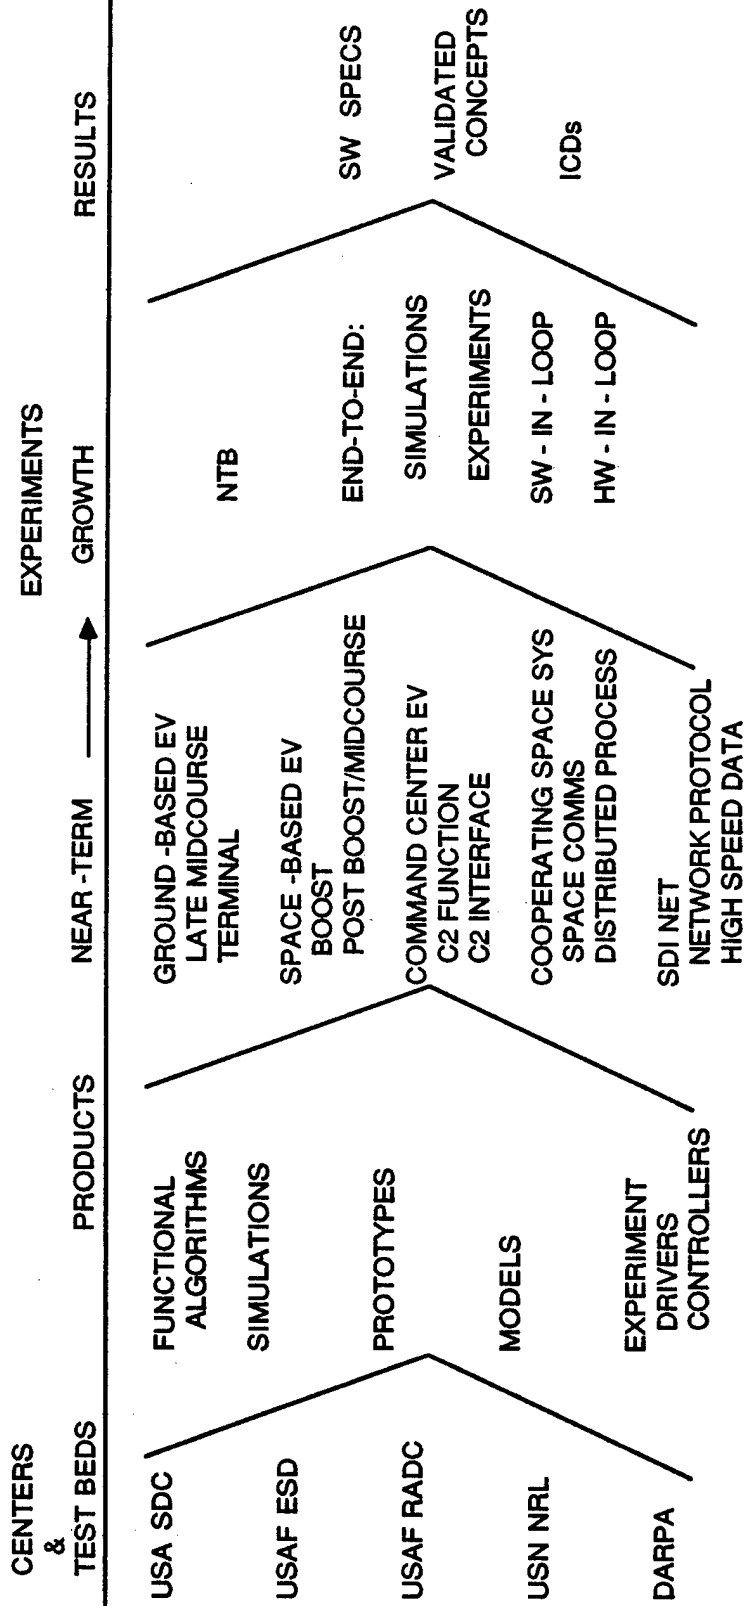 CENTERS
&
TEST BEDS
PRODUCTS
EXPERIMENTS
NEAR -TERM
GROWTH
RESULTS
USA SDC
USAF ESD
USAF RADC
USN NRL
DARPA
FUNCTIONAL
ALGORITHMS
SIMULATIONS
PROTOTYPES
MODELS
EXPERIMENT
DRIVERS
CONTROLLERS
GROUND -BASED EV
LATE MIDCOURSE
TERMINAL
SPACE -BASED EV
BOOST
POST BOOST/MIDCOURSE
COMMAND CENTER EV
C2 FUNCTION
C2 INTERFACE
COOPERATING SPACE SYS
SPACE COMMS
DISTRIBUTED PROCESS
SDI NET
NETWORK PROTOCOL
HIGH SPEED DATA
NTB
END-TO-END:
SIMULATIONS
EXPERIMENTS
SW - IN - LOOP
HW - IN - LOOP
SW SPECS
VALIDATED
CONCEPTS
ICDs